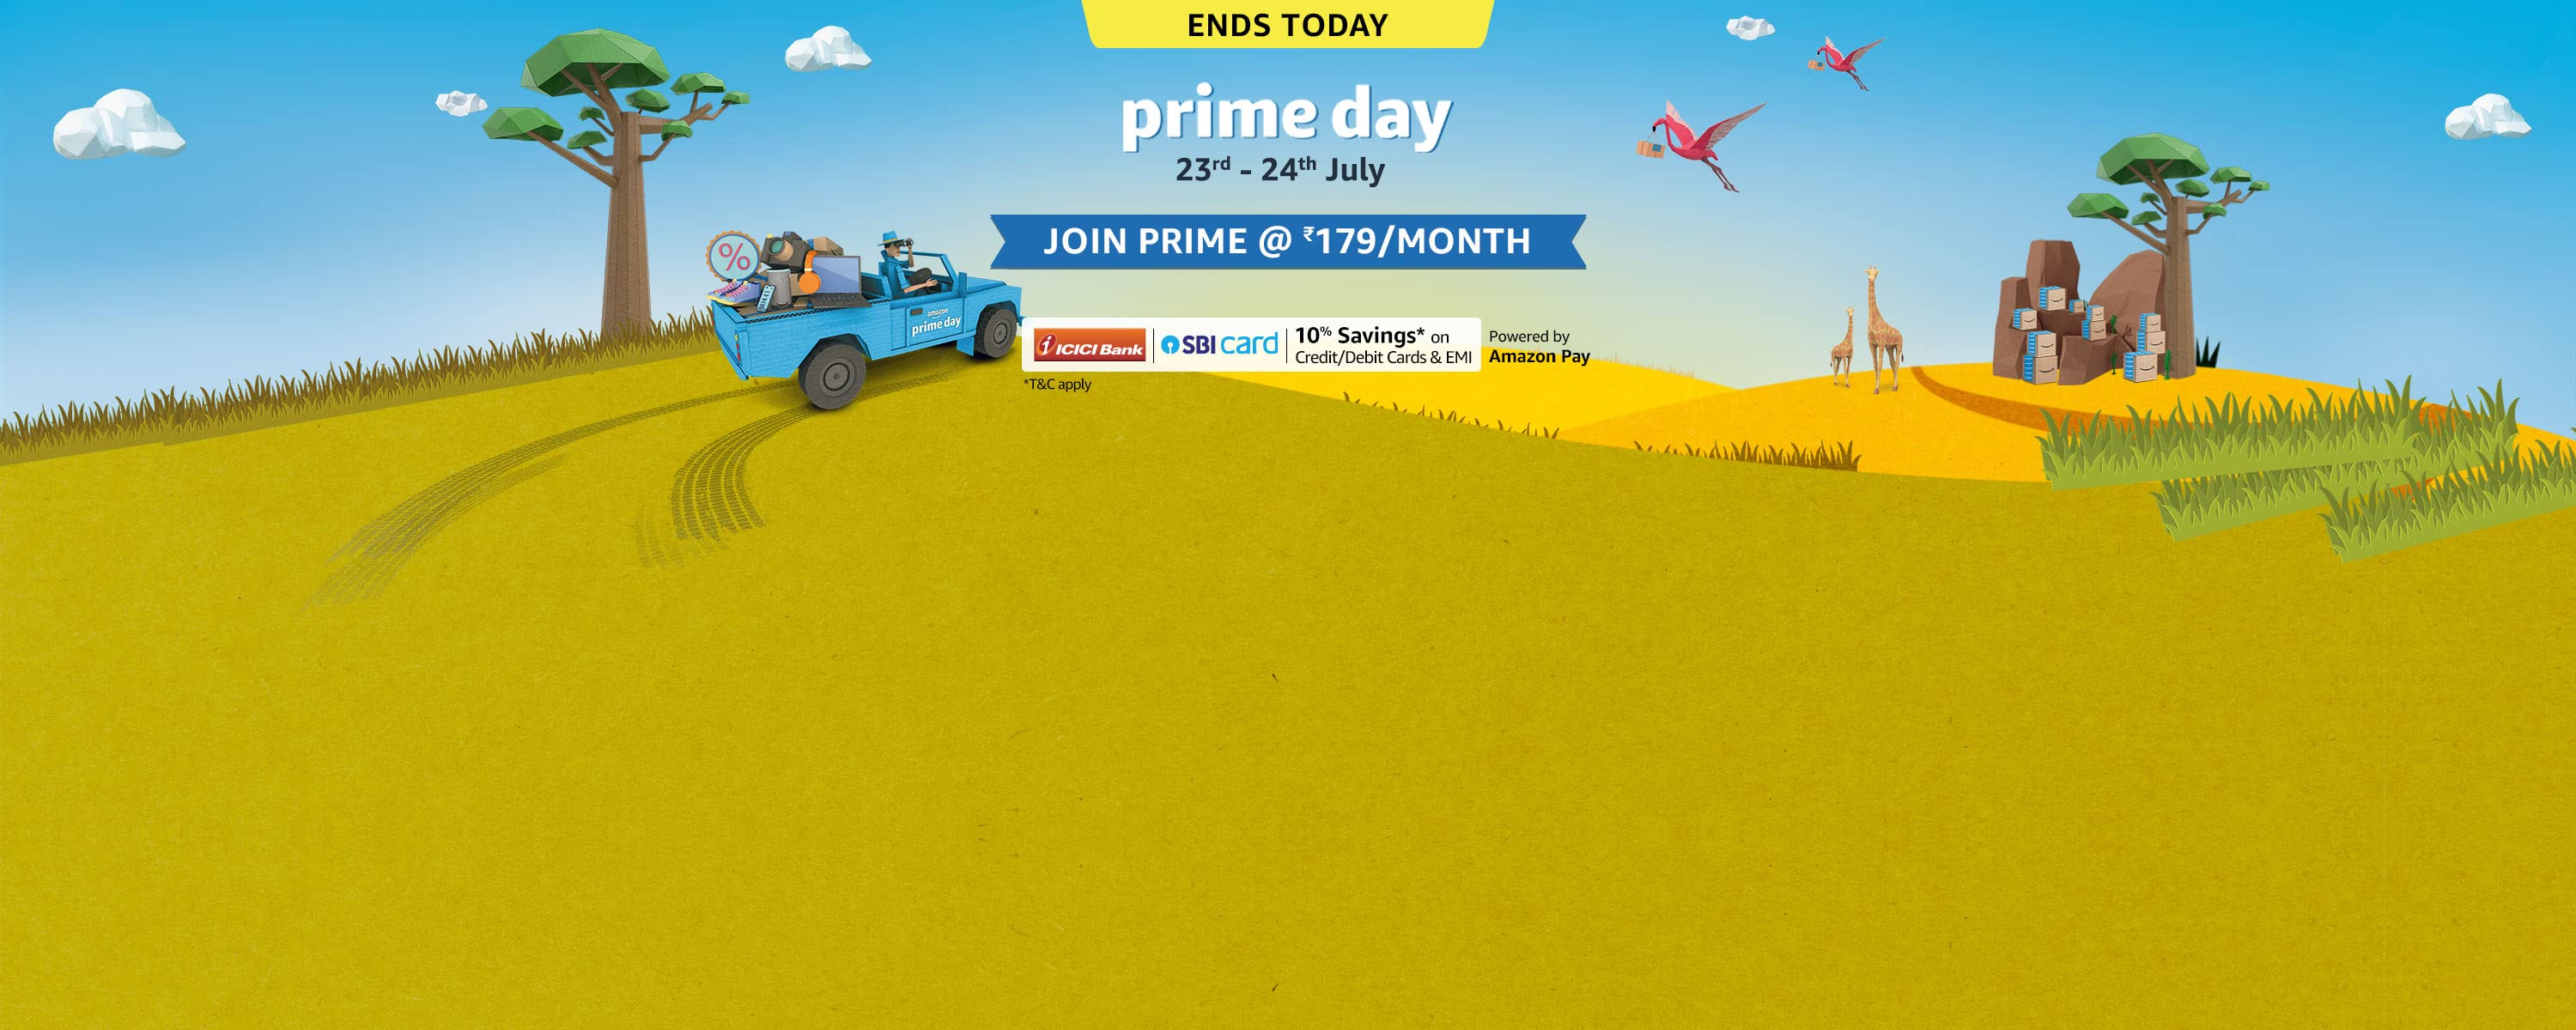 ENDS TODAY
prime day
23rd - 24th July
JOIN PRIME @ ₹179/MONTH
%
amazon
prime day
ICICI Bank
SBI card
10% Savings* on
Credit/Debit Cards & EMI
Powered by
Amazon Pay
*T&C apply